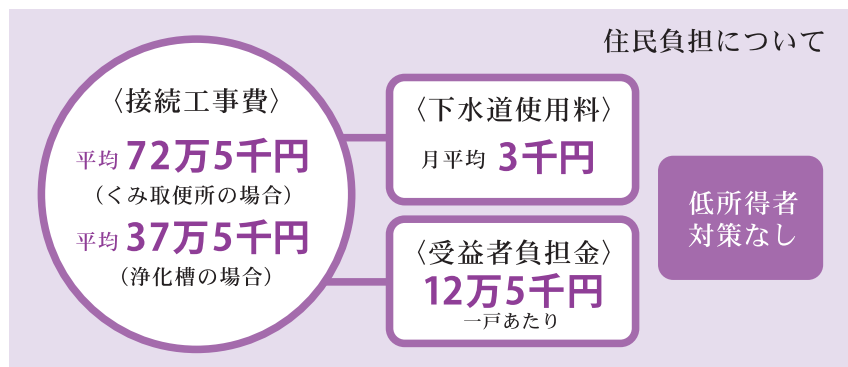 住民負担について
〈接続工事費〉
平均 72万5千円
（くみ取便所の場合）
平均 37万5千円
（浄化槽の場合）
〈下水道使用料〉
月平均 3千円
〈受益者負担金〉
12万5千円
一戸あたり
低所得者
対策なし